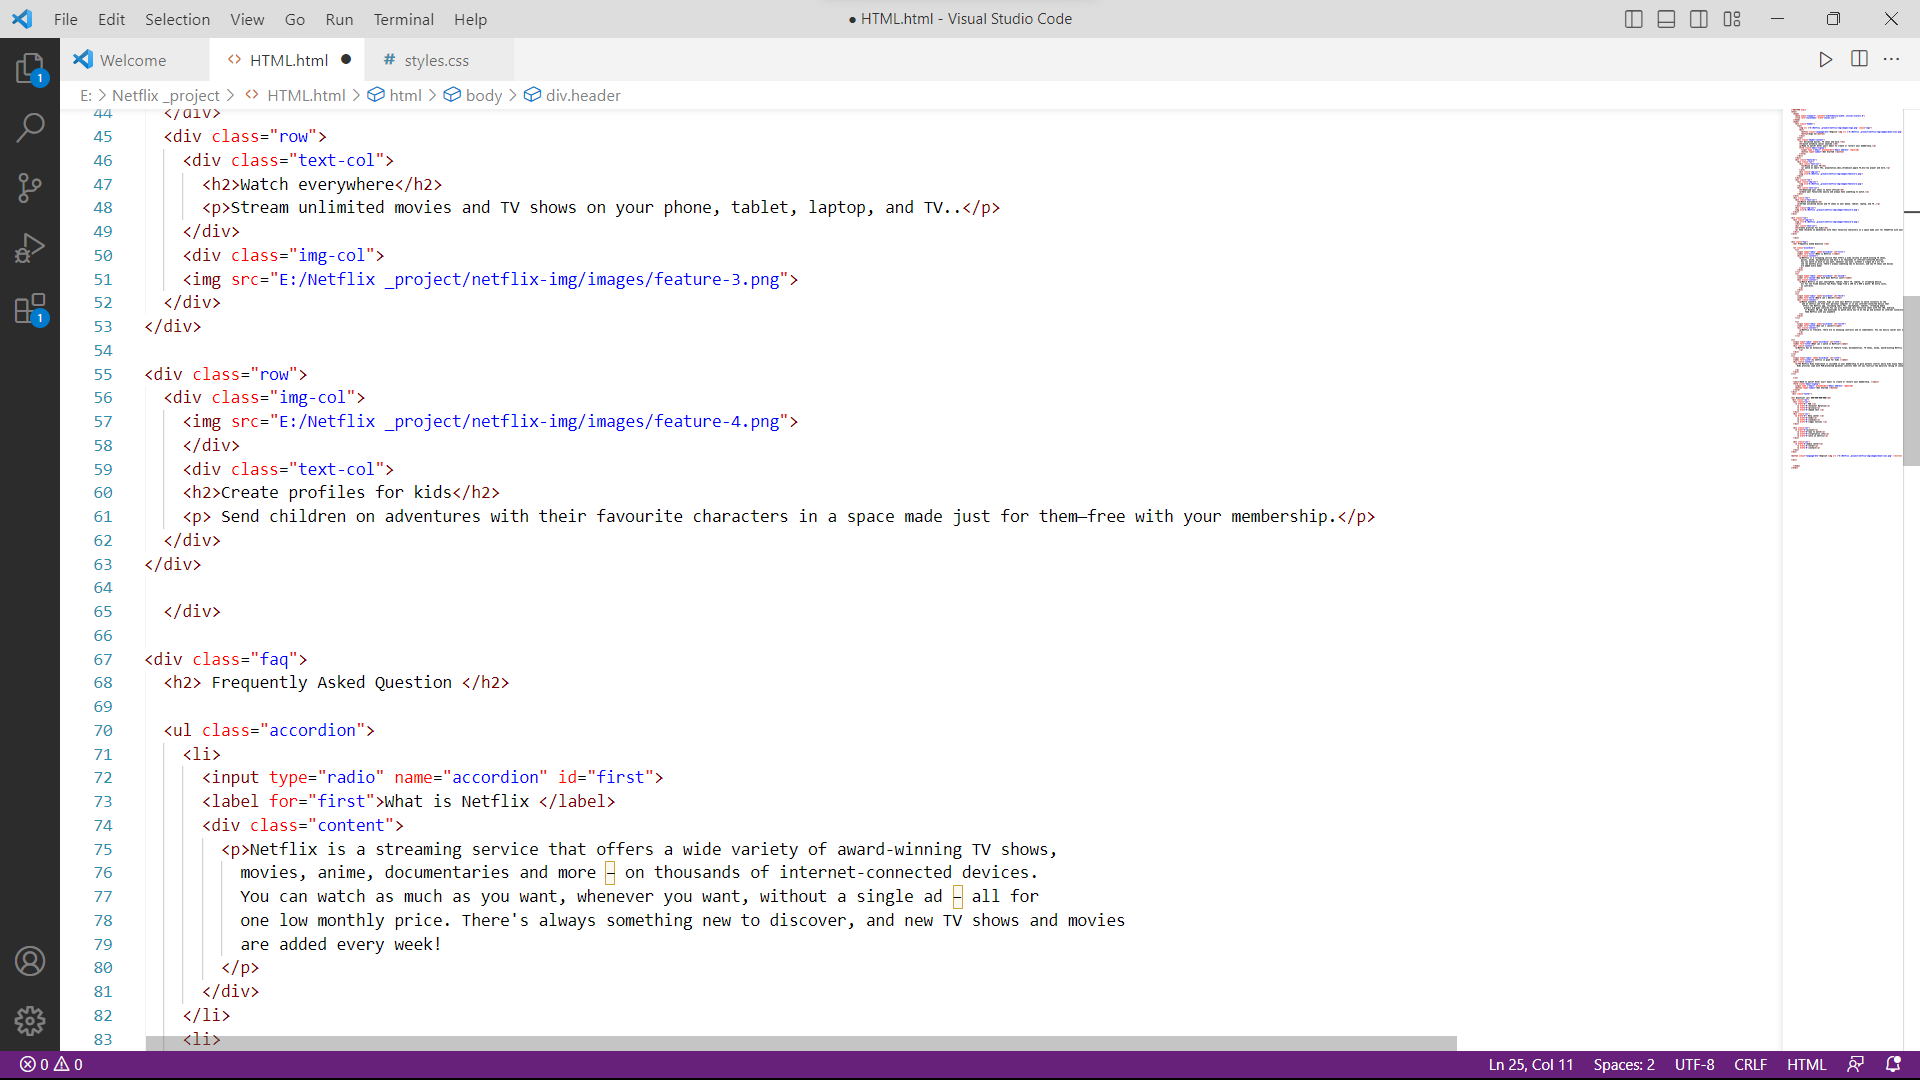 File Edit Selection View Go Run Terminal Help ● HTML.html - Visual Studio Code
Welcome <> HTML.html ● # styles.css
E: > Netflix _project > <> HTML.html > html > body > div.header
44 </div>
45 <div class="row">
46 <div class="text-col">
47 <h2>Watch everywhere</h2>
48 <p>Stream unlimited movies and TV shows on your phone, tablet, laptop, and TV..</p>
49 </div>
50 <div class="img-col">
51 <img src="E:/Netflix _project/netflix-img/images/feature-3.png">
52 </div>
53 </div>
54
55 <div class="row">
56 <div class="img-col">
57 <img src="E:/Netflix _project/netflix-img/images/feature-4.png">
58 </div>
59 <div class="text-col">
60 <h2>Create profiles for kids</h2>
61 <p> Send children on adventures with their favourite characters in a space made just for them—free with your membership.</p>
62 </div>
63 </div>
64
65 </div>
66
67 <div class="faq">
68 <h2> Frequently Asked Question </h2>
69
70 <ul class="accordion">
71 <li>
72 <input type="radio" name="accordion" id="first">
73 <label for="first">What is Netflix </label>
74 <div class="content">
75 <p>Netflix is a streaming service that offers a wide variety of award-winning TV shows,
76 movies, anime, documentaries and more – on thousands of internet-connected devices.
77 You can watch as much as you want, whenever you want, without a single ad – all for
78 one low monthly price. There's always something new to discover, and new TV shows and movies
79 are added every week!
80 </p>
81 </div>
82 </li>
83 <li>
1
1
0 0 Ln 25, Col 11 Spaces: 2 UTF-8 CRLF HTML